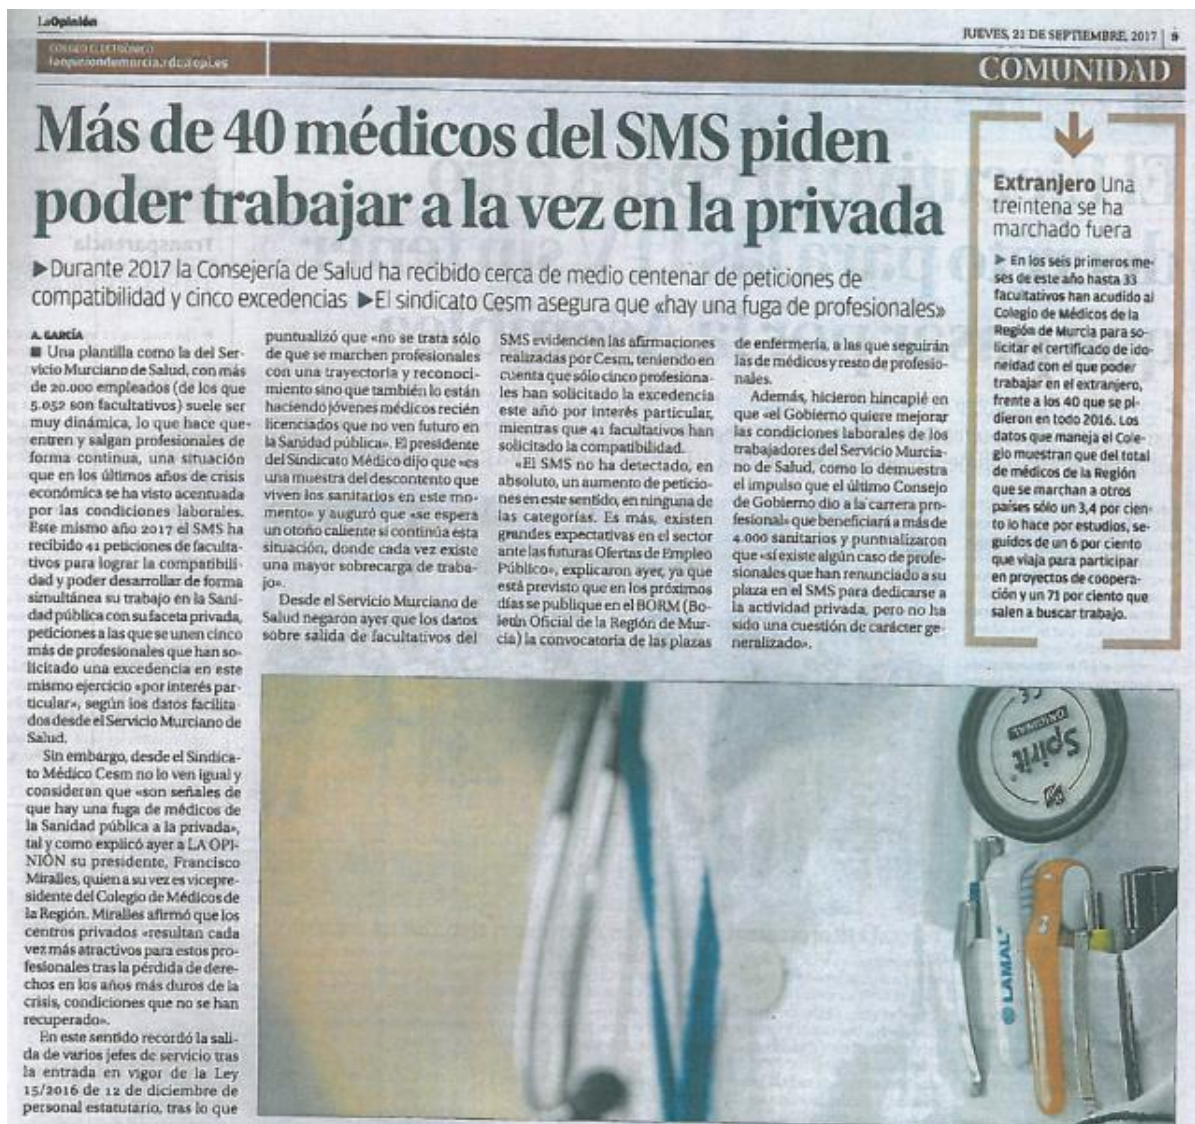 LaOpinión
JUEVES, 21 DE SEPTIEMBRE, 2017 | 9
CORREO ELECTRÓNICO
laopiniondemurcia.rdc@epi.es
COMUNIDAD
Más de 40 médicos del SMS piden
poder trabajar a la vez en la privada
▶Durante 2017 la Consejería de Salud ha recibido cerca de medio centenar de peticiones de
compatibilidad y cinco excedencias ▶El sindicato Cesm asegura que «hay una fuga de profesionales»
A. GARCÍA
■ Una plantilla como la del Ser-
vicio Murciano de Salud, con más
de 20.000 empleados (de los que
5.052 son facultativos) suele ser
muy dinámica, lo que hace que
entren y salgan profesionales de
forma continua, una situación
que en los últimos años de crisis
económica se ha visto acentuada
por las condiciones laborales.
Este mismo año 2017 el SMS ha
recibido 41 peticiones de faculta-
tivos para lograr la compatibili-
dad y poder desarrollar de forma
simultánea su trabajo en la Sani-
dad pública con su faceta privada,
peticiones a las que se unen cinco
más de profesionales que han so-
licitado una excedencia en este
mismo ejercicio «por interés par-
ticular», según los datos facilita-
dos desde el Servicio Murciano de
Salud.
Sin embargo, desde el Sindica-
to Médico Cesm no lo ven igual y
consideran que «son señales de
que hay una fuga de médicos de
la Sanidad pública a la privada»,
tal y como explicó ayer a LA OPI-
NIÓN su presidente, Francisco
Miralles, quien a su vez es vicepre-
sidente del Colegio de Médicos de
la Región. Miralles afirmó que los
centros privados «resultan cada
vez más atractivos para estos pro-
fesionales tras la pérdida de dere-
chos en los años más duros de la
crisis, condiciones que no se han
recuperado».
En este sentido recordó la sali-
da de varios jefes de servicio tras
la entrada en vigor de la Ley
15/2016 de 12 de diciembre de
personal estatutario, tras lo que
puntualizó que «no se trata sólo
de que se marchen profesionales
con una trayectoria y reconoci-
miento sino que también lo están
haciendo jóvenes médicos recién
licenciados que no ven futuro en
la Sanidad pública». El presidente
del Sindicato Médico dijo que «es
una muestra del descontento que
viven los sanitarios en este mo-
mento» y auguró que «se espera
un otoño caliente si continúa esta
situación, donde cada vez existe
una mayor sobrecarga de traba-
jo».
Desde el Servicio Murciano de
Salud negaron ayer que los datos
sobre salida de facultativos del
SMS evidencien las afirmaciones
realizadas por Cesm, teniendo en
cuenta que sólo cinco profesiona-
les han solicitado la excedencia
este año por interés particular,
mientras que 41 facultativos han
solicitado la compatibilidad.
«El SMS no ha detectado, en
absoluto, un aumento de peticio-
nes en este sentido, en ninguna de
las categorías. Es más, existen
grandes expectativas en el sector
ante las futuras Ofertas de Empleo
Público», explicaron ayer, ya que
está previsto que en los próximos
días se publique en el BORM (Bo-
letín Oficial de la Región de Mur-
cia) la convocatoria de las plazas
de enfermería, a las que seguirán
las de médicos y resto de profesio-
nales.
Además, hicieron hincapié en
que «el Gobierno quiere mejorar
las condiciones laborales de los
trabajadores del Servicio Murcia-
no de Salud, como lo demuestra
el impulso que el último Consejo
de Gobierno dio a la carrera pro-
fesional» que beneficiará a más de
4.000 sanitarios y puntualizaron
que «si existe algún caso de profe-
sionales que han renunciado a su
plaza en el SMS para dedicarse a
la actividad privada, pero no ha
sido una cuestión de carácter ge-
neralizado».
Extranjero Una
treintena se ha
marchado fuera
▶ En los seis primeros me-
ses de este año hasta 33
facultativos han acudido al
Colegio de Médicos de la
Región de Murcia para so-
licitar el certificado de ido-
neidad con el que poder
trabajar en el extranjero,
frente a los 40 que se pi-
dieron en todo 2016. Los
datos que maneja el Cole-
gio muestran que del total
de médicos de la Región
que se marchan a otros
países sólo un 3,4 por cien-
to lo hace por estudios, se-
guidos de un 6 por ciento
que viaja para participar
en proyectos de coopera-
ción y un 71 por ciento que
salen a buscar trabajo.
Spirit
ORIGINAL
CE
LAMAL